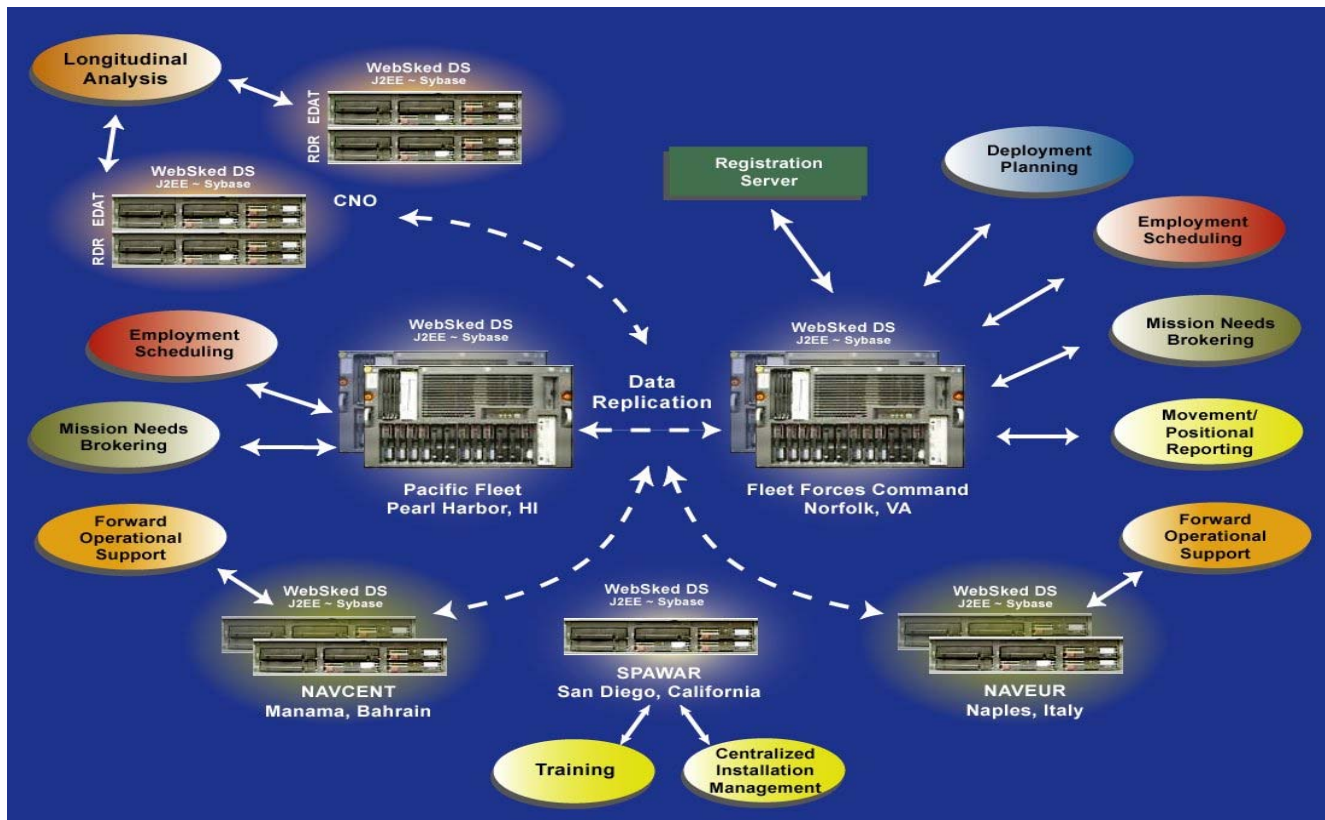 Longitudinal
Analysis
WebSked DS
J2EE ~ Sybase
EDAT
RDR
WebSked DS
J2EE ~ Sybase
EDAT
RDR
CNO
Registration
Server
Deployment
Planning
Employment
Scheduling
Mission Needs
Brokering
Movement/
Positional
Reporting
Employment
Scheduling
Mission Needs
Brokering
WebSked DS
J2EE ~ Sybase
Pacific Fleet
Pearl Harbor, HI
Data
Replication
WebSked DS
J2EE ~ Sybase
Fleet Forces Command
Norfolk, VA
Forward
Operational
Support
WebSked DS
J2EE ~ Sybase
NAVCENT
Manama, Bahrain
WebSked DS
J2EE ~ Sybase
SPAWAR
San Diego, California
Training
Centralized
Installation
Management
Forward
Operational
Support
WebSked DS
J2EE ~ Sybase
NAVEUR
Naples, Italy